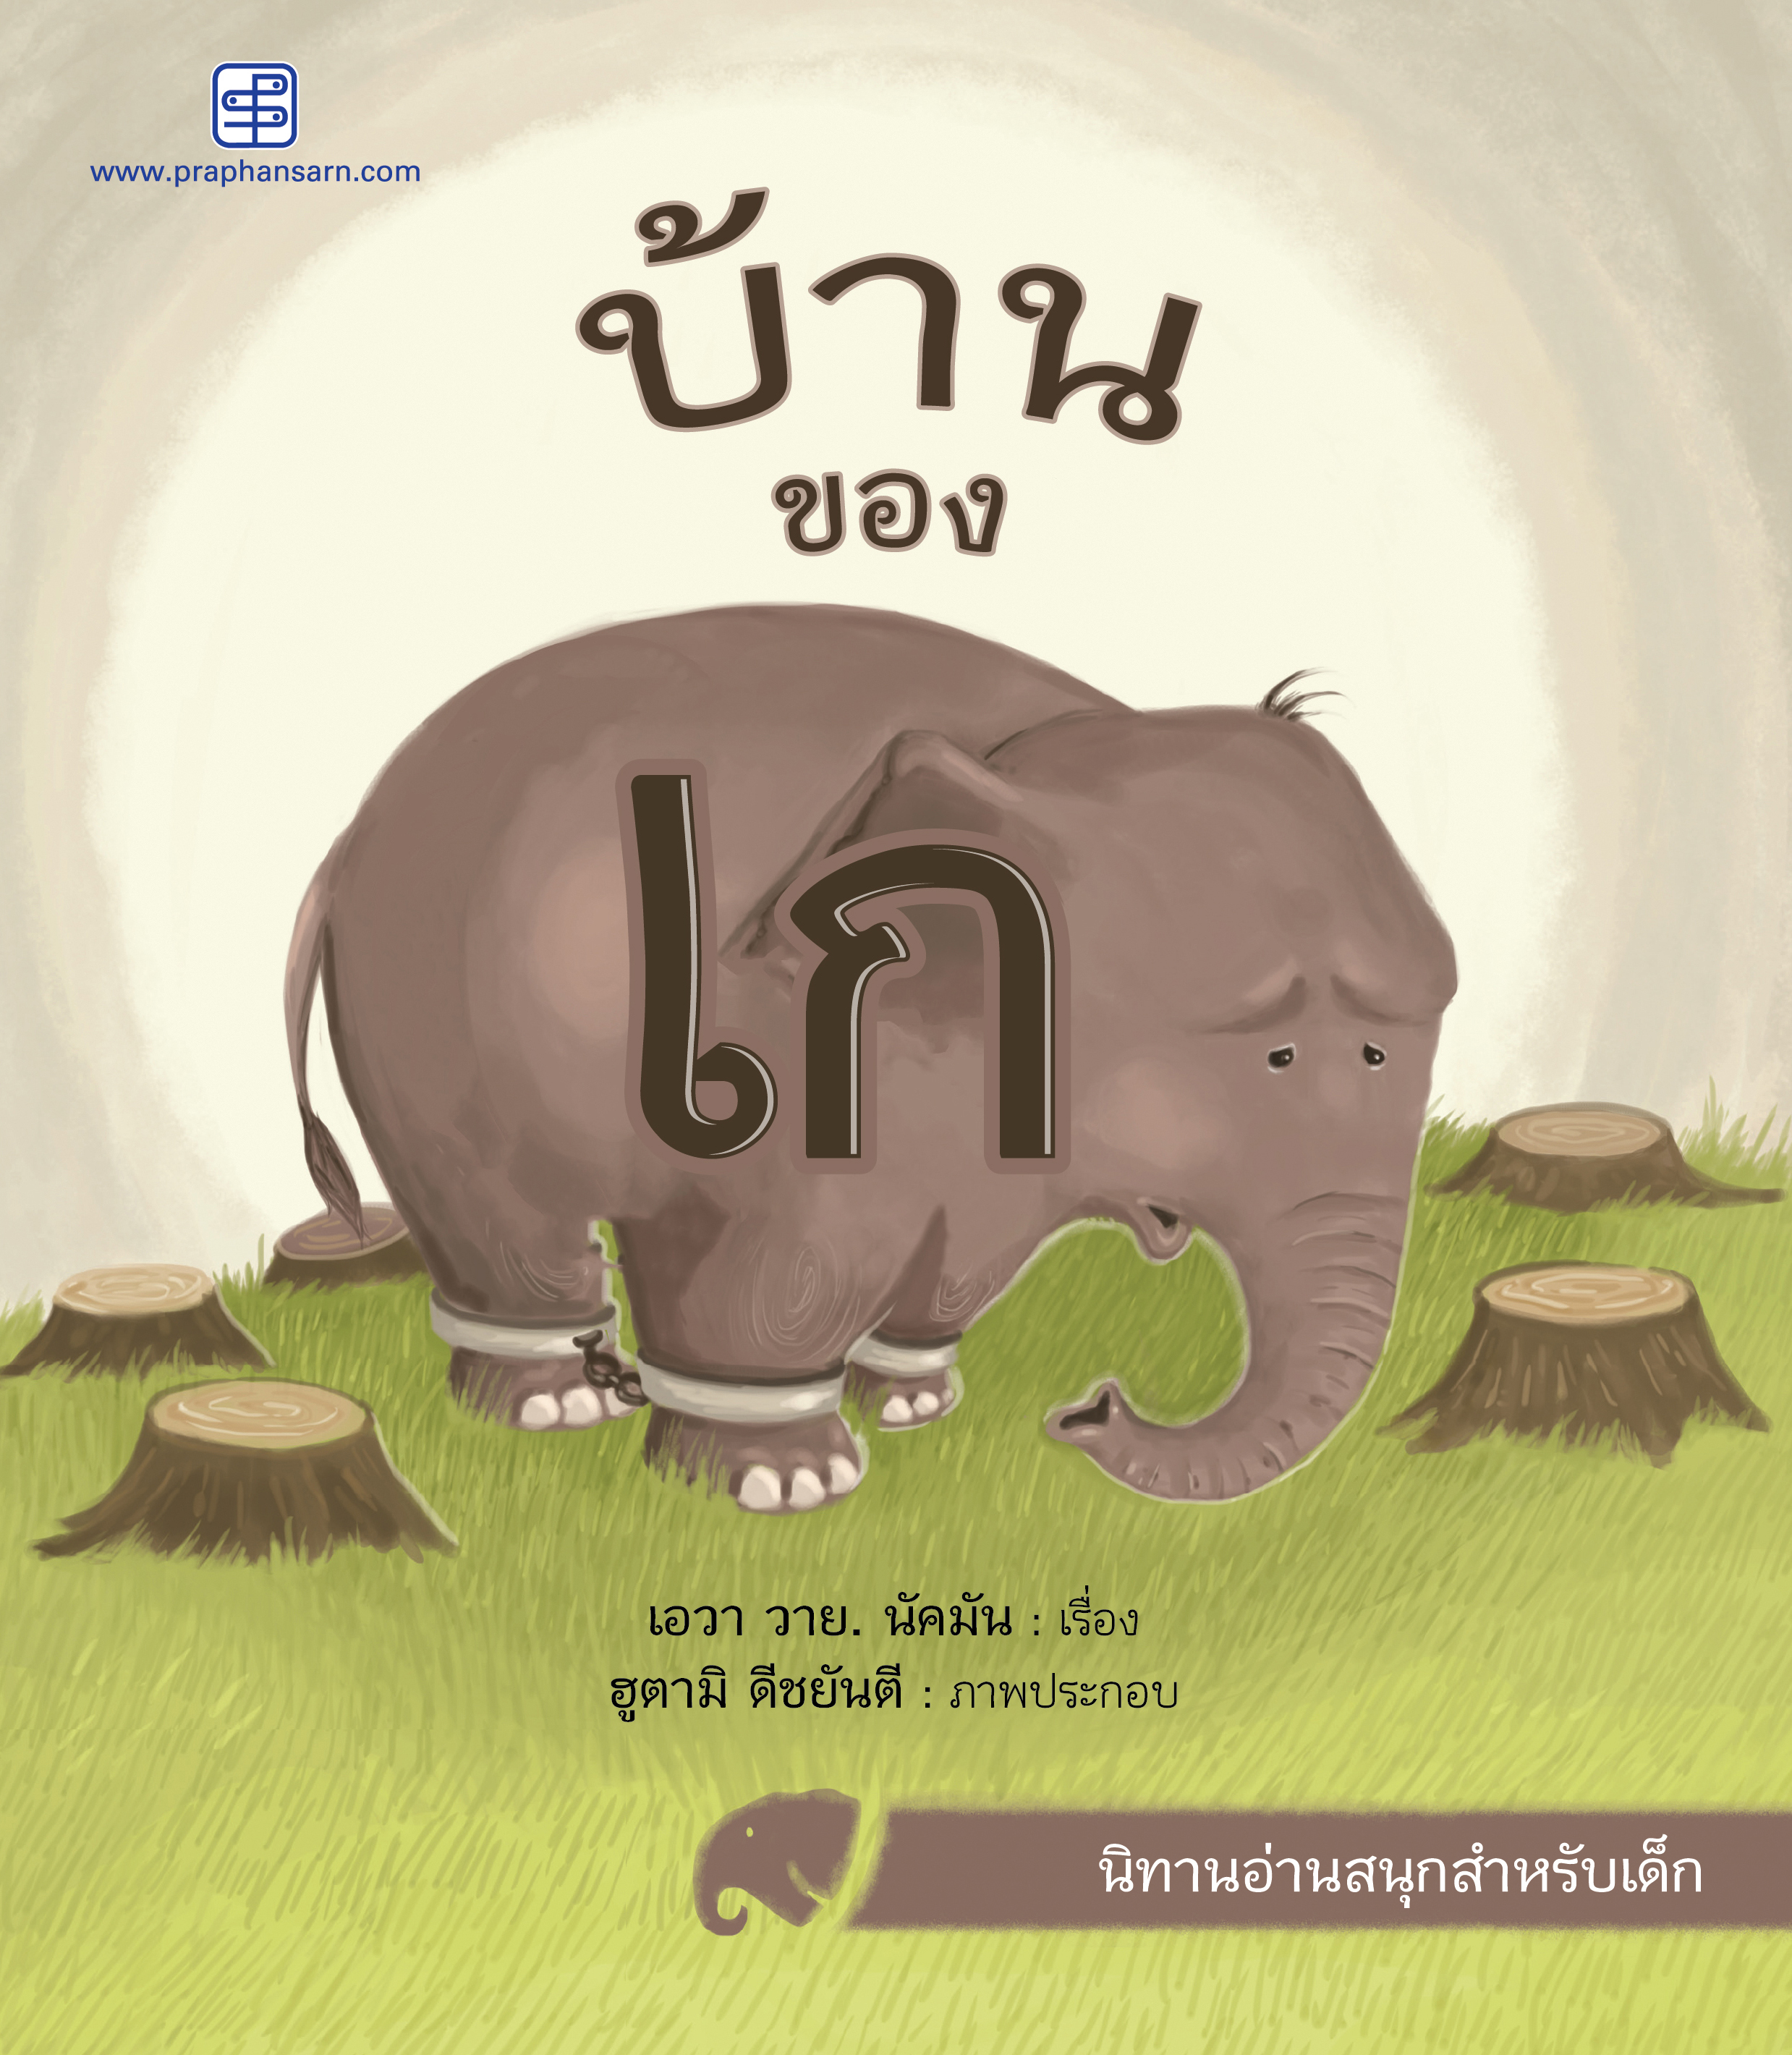 www.praphansarn.com
บ้าน
ของ
เก
เอวา วาย. นัคมัน : เรื่อง
ฮูตามิ ดีชยันตี : ภาพประกอบ
นิทานอ่านสนุกสำหรับเด็ก